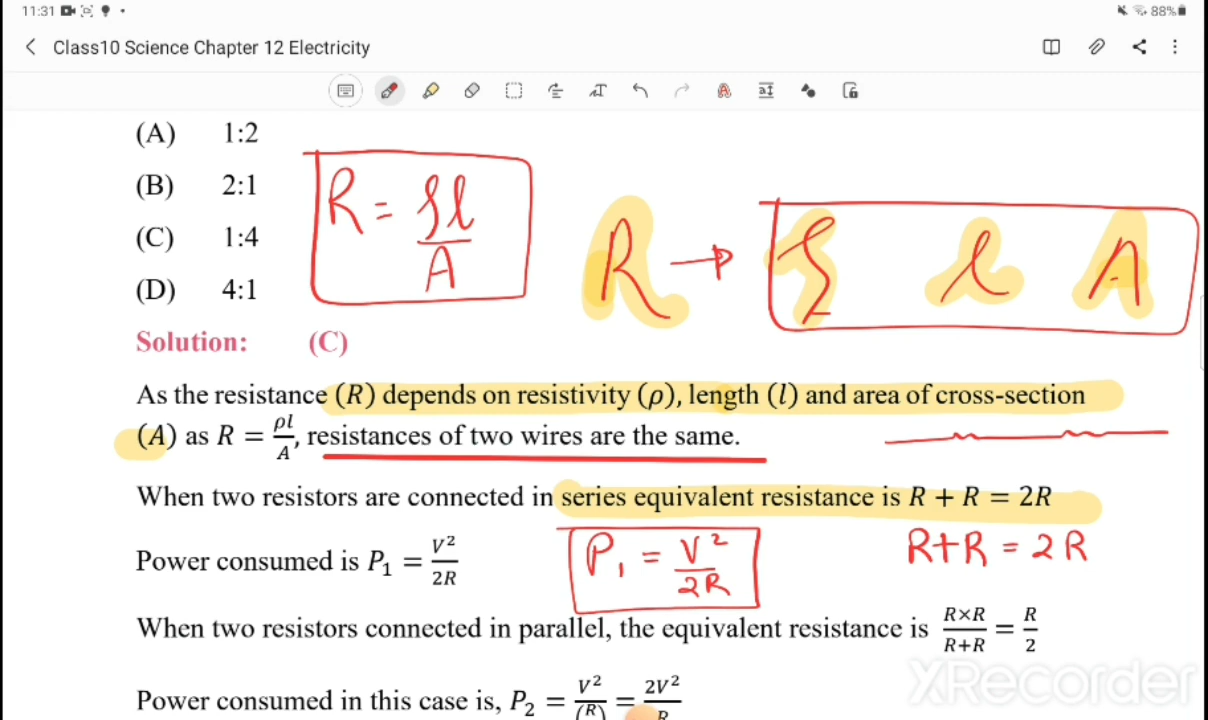 11:31 88%
Class10 Science Chapter 12 Electricity
(A) 1:2
(B) 2:1
(C) 1:4
(D) 4:1
R = ρl/A
R → ρ l A
Solution: (C)
As the resistance (R) depends on resistivity (ρ), length (l) and area of cross-section
(A) as R = ρl/A, resistances of two wires are the same.
When two resistors are connected in series equivalent resistance is R + R = 2R
Power consumed is P₁ = V²/2R
P₁ = V²/2R
R+R = 2R
When two resistors connected in parallel, the equivalent resistance is R×R/R+R = R/2
Power consumed in this case is, P₂ = V²/(R) = 2V²/R
XRecorder